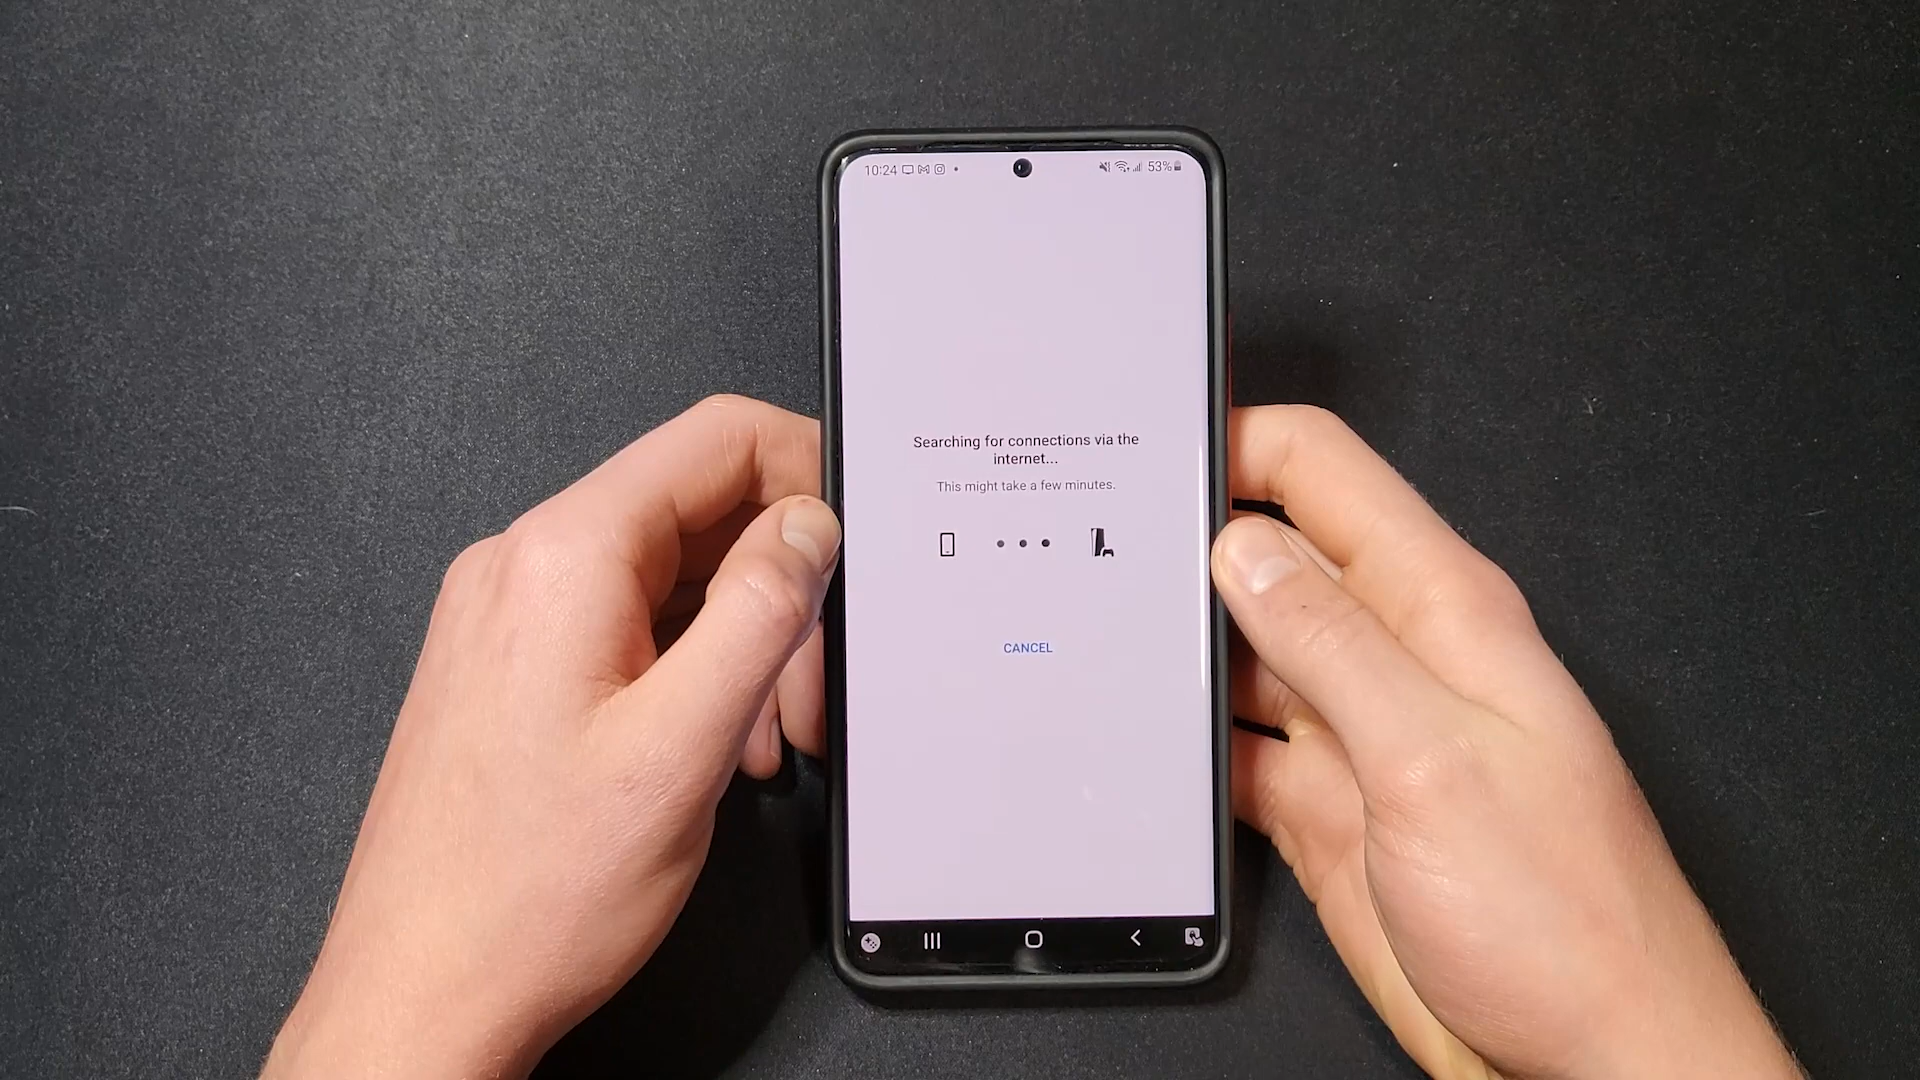 10:24
53%
Searching for connections via the
internet...
This might take a few minutes.
CANCEL